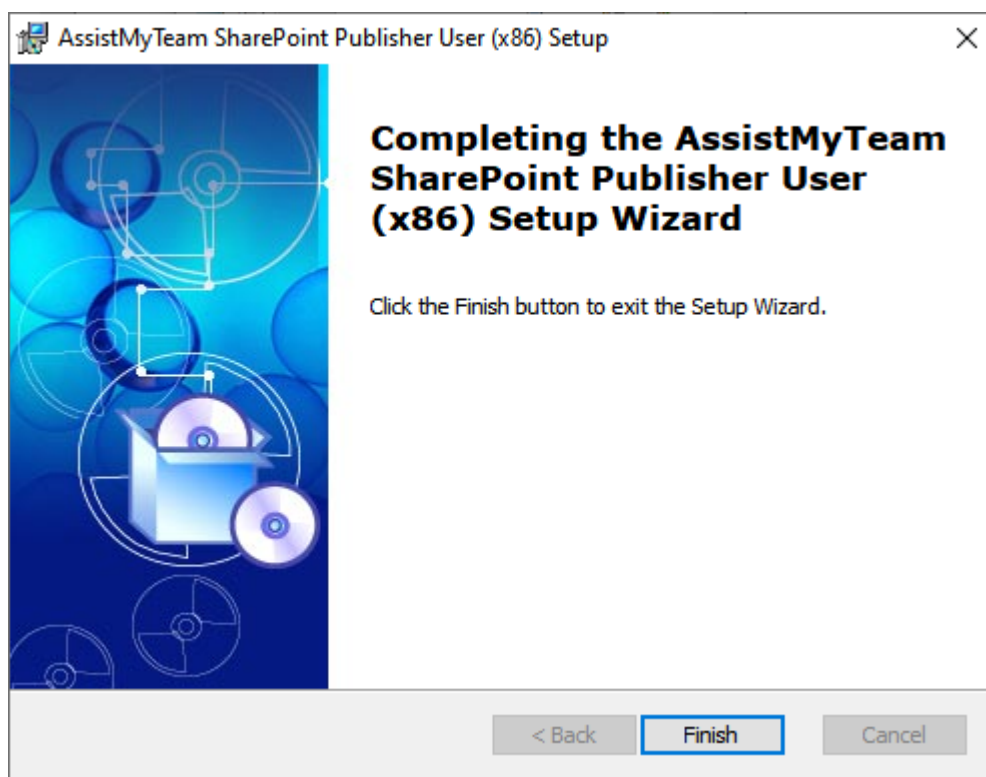 AssistMyTeam SharePoint Publisher User (x86) Setup
Completing the AssistMyTeam
SharePoint Publisher User
(x86) Setup Wizard
Click the Finish button to exit the Setup Wizard.
< Back
Finish
Cancel